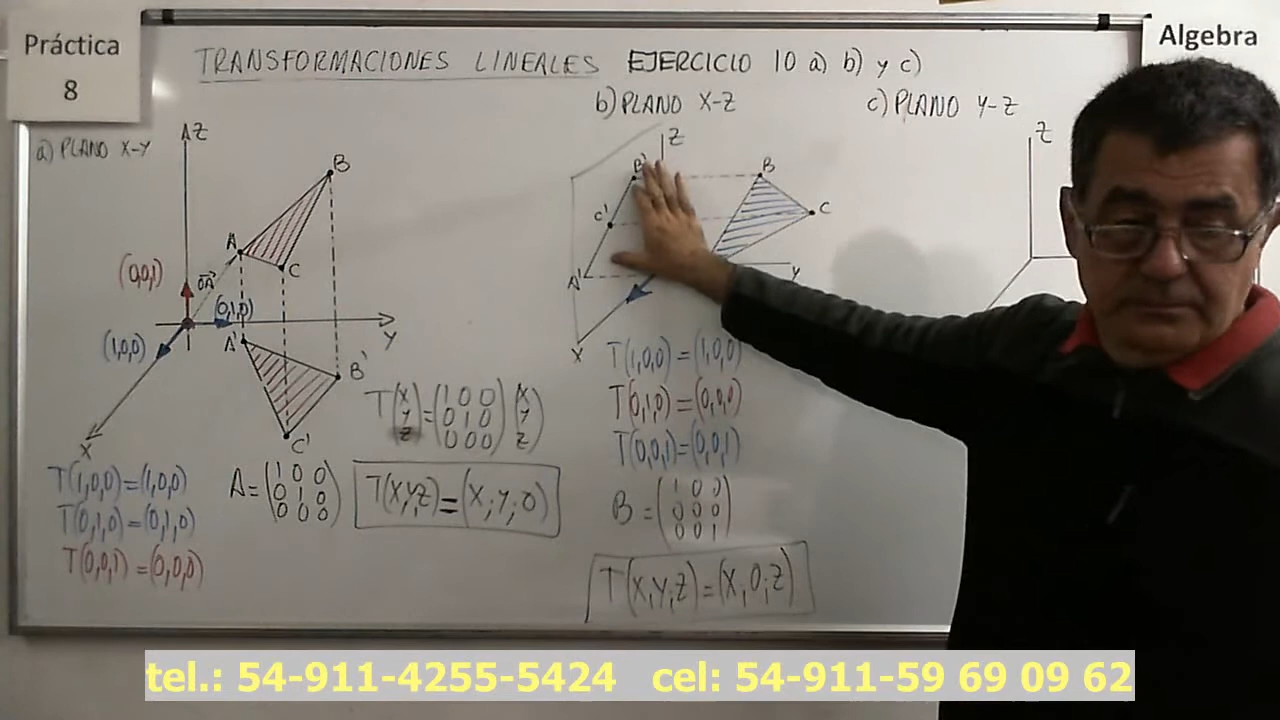 Práctica
8
Algebra
TRANSFORMACIONES LINEALES EJERCICIO 10 a) b) y c)
a) PLANO X-Y
Z
B
A
C
OA
(0,0,1)
(0,1,0)
(1,0,0)
Y
A'
B'
C'
X
T(1,0,0)=(1,0,0)
T(0,1,0)=(0,1,0)
T(0,0,1)=(0,0,0)
A=(1 0 0
0 1 0
0 0 0)
T(X
Y
Z)=(1 0 0
0 1 0
0 0 0)(X
Y
Z)
T(X,Y,Z)=(X;Y;0)
b) PLANO X-Z
Z
B'
B
C'
C
A'
Y
X
T(1,0,0)=(1,0,0)
T(0,1,0)=(0,0,0)
T(0,0,1)=(0,0,1)
B=(1 0 0
0 0 0
0 0 1)
T(X,Y,Z)=(X,0;Z)
c) PLANO Y-Z
Z
tel.: 54-911-4255-5424 cel: 54-911-59 69 09 62